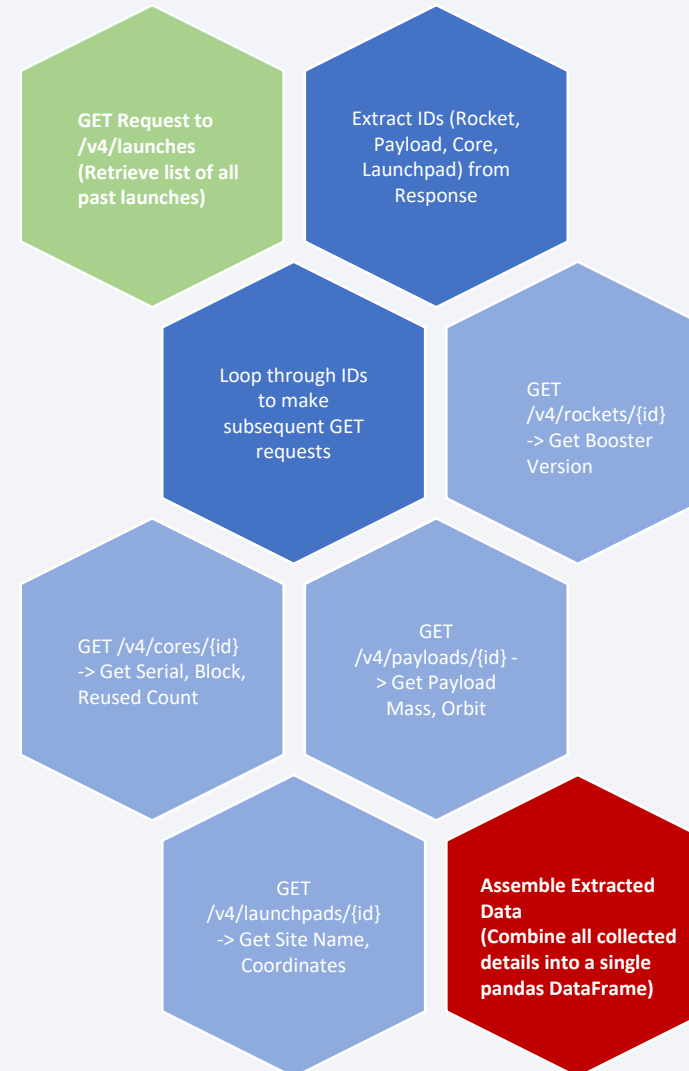 GET Request to
/v4/launches
(Retrieve list of all
past launches)
Extract IDs (Rocket,
Payload, Core,
Launchpad) from
Response
Loop through IDs
to make
subsequent GET
requests
GET
/v4/rockets/{id}
-> Get Booster
Version
GET /v4/cores/{id}
-> Get Serial, Block,
Reused Count
GET
/v4/payloads/{id} -
> Get Payload
Mass, Orbit
GET
/v4/launchpads/{id}
-> Get Site Name,
Coordinates
Assemble Extracted
Data
(Combine all collected
details into a single
pandas DataFrame)